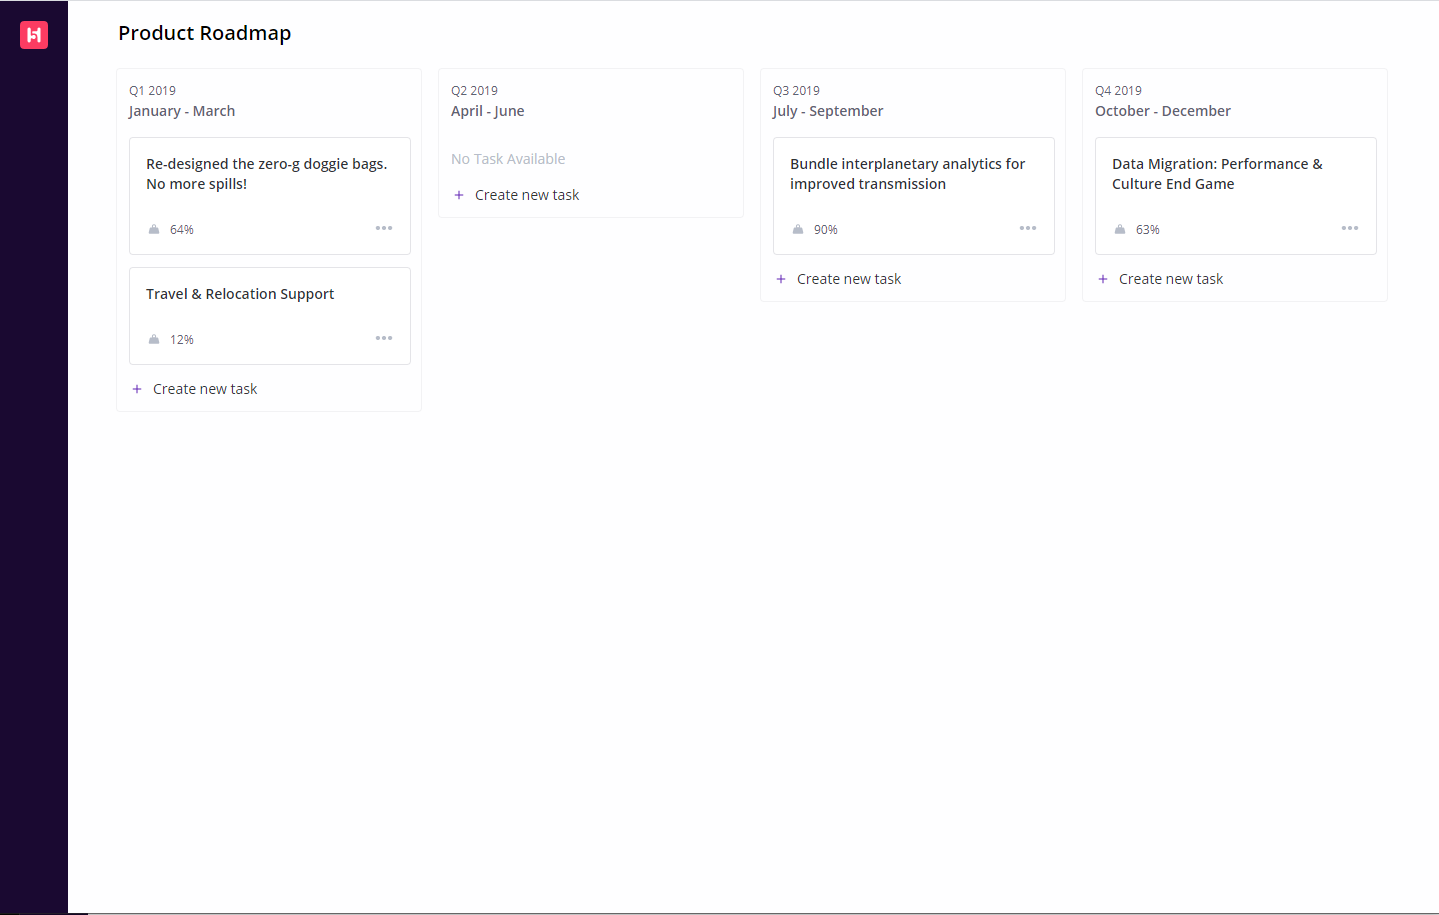 Product Roadmap
Q1 2019
January - March
Re-designed the zero-g doggie bags.
No more spills!
64%
Travel & Relocation Support
12%
+ Create new task
Q2 2019
April - June
No Task Available
+ Create new task
Q3 2019
July - September
Bundle interplanetary analytics for
improved transmission
90%
+ Create new task
Q4 2019
October - December
Data Migration: Performance &
Culture End Game
63%
+ Create new task